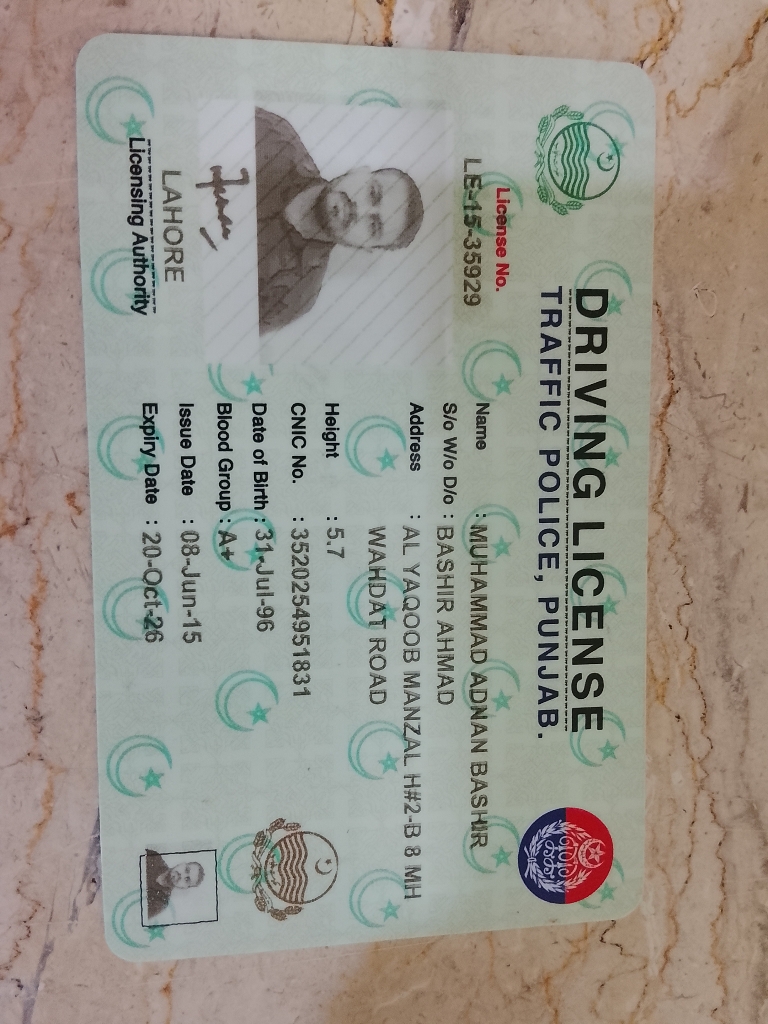 DRIVING LICENSE
TRAFFIC POLICE, PUNJAB.
License No.
LE-15-35929
Name : MUHAMMAD ADNAN BASHIR
S/o W/o D/o : BASHIR AHMAD
Address : AL YAQOOB MANZAL H#2-B 8 MH
WAHDAT ROAD
Height : 5.7
CNIC No. : 3520254951831
Date of Birth : 31-Jul-96
Blood Group : A+
Issue Date : 08-Jun-15
Expiry Date : 20-Oct-26
LAHORE
Licensing Authority